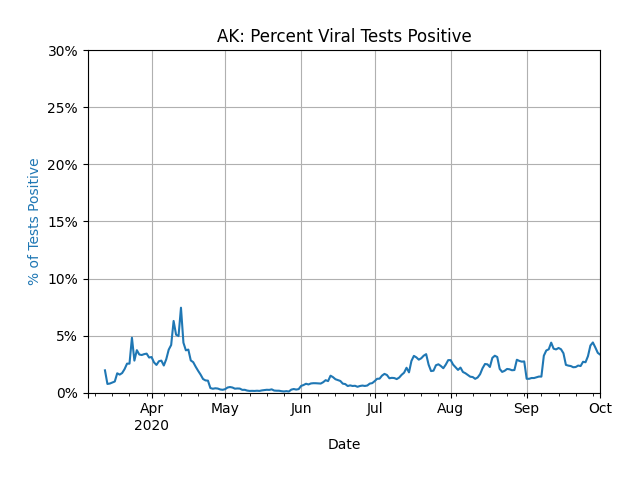 AK: Percent Viral Tests Positive
30%
25%
20%
15%
10%
5%
0%
% of Tests Positive
Apr
2020
May
Jun
Jul
Aug
Sep
Oct
Date